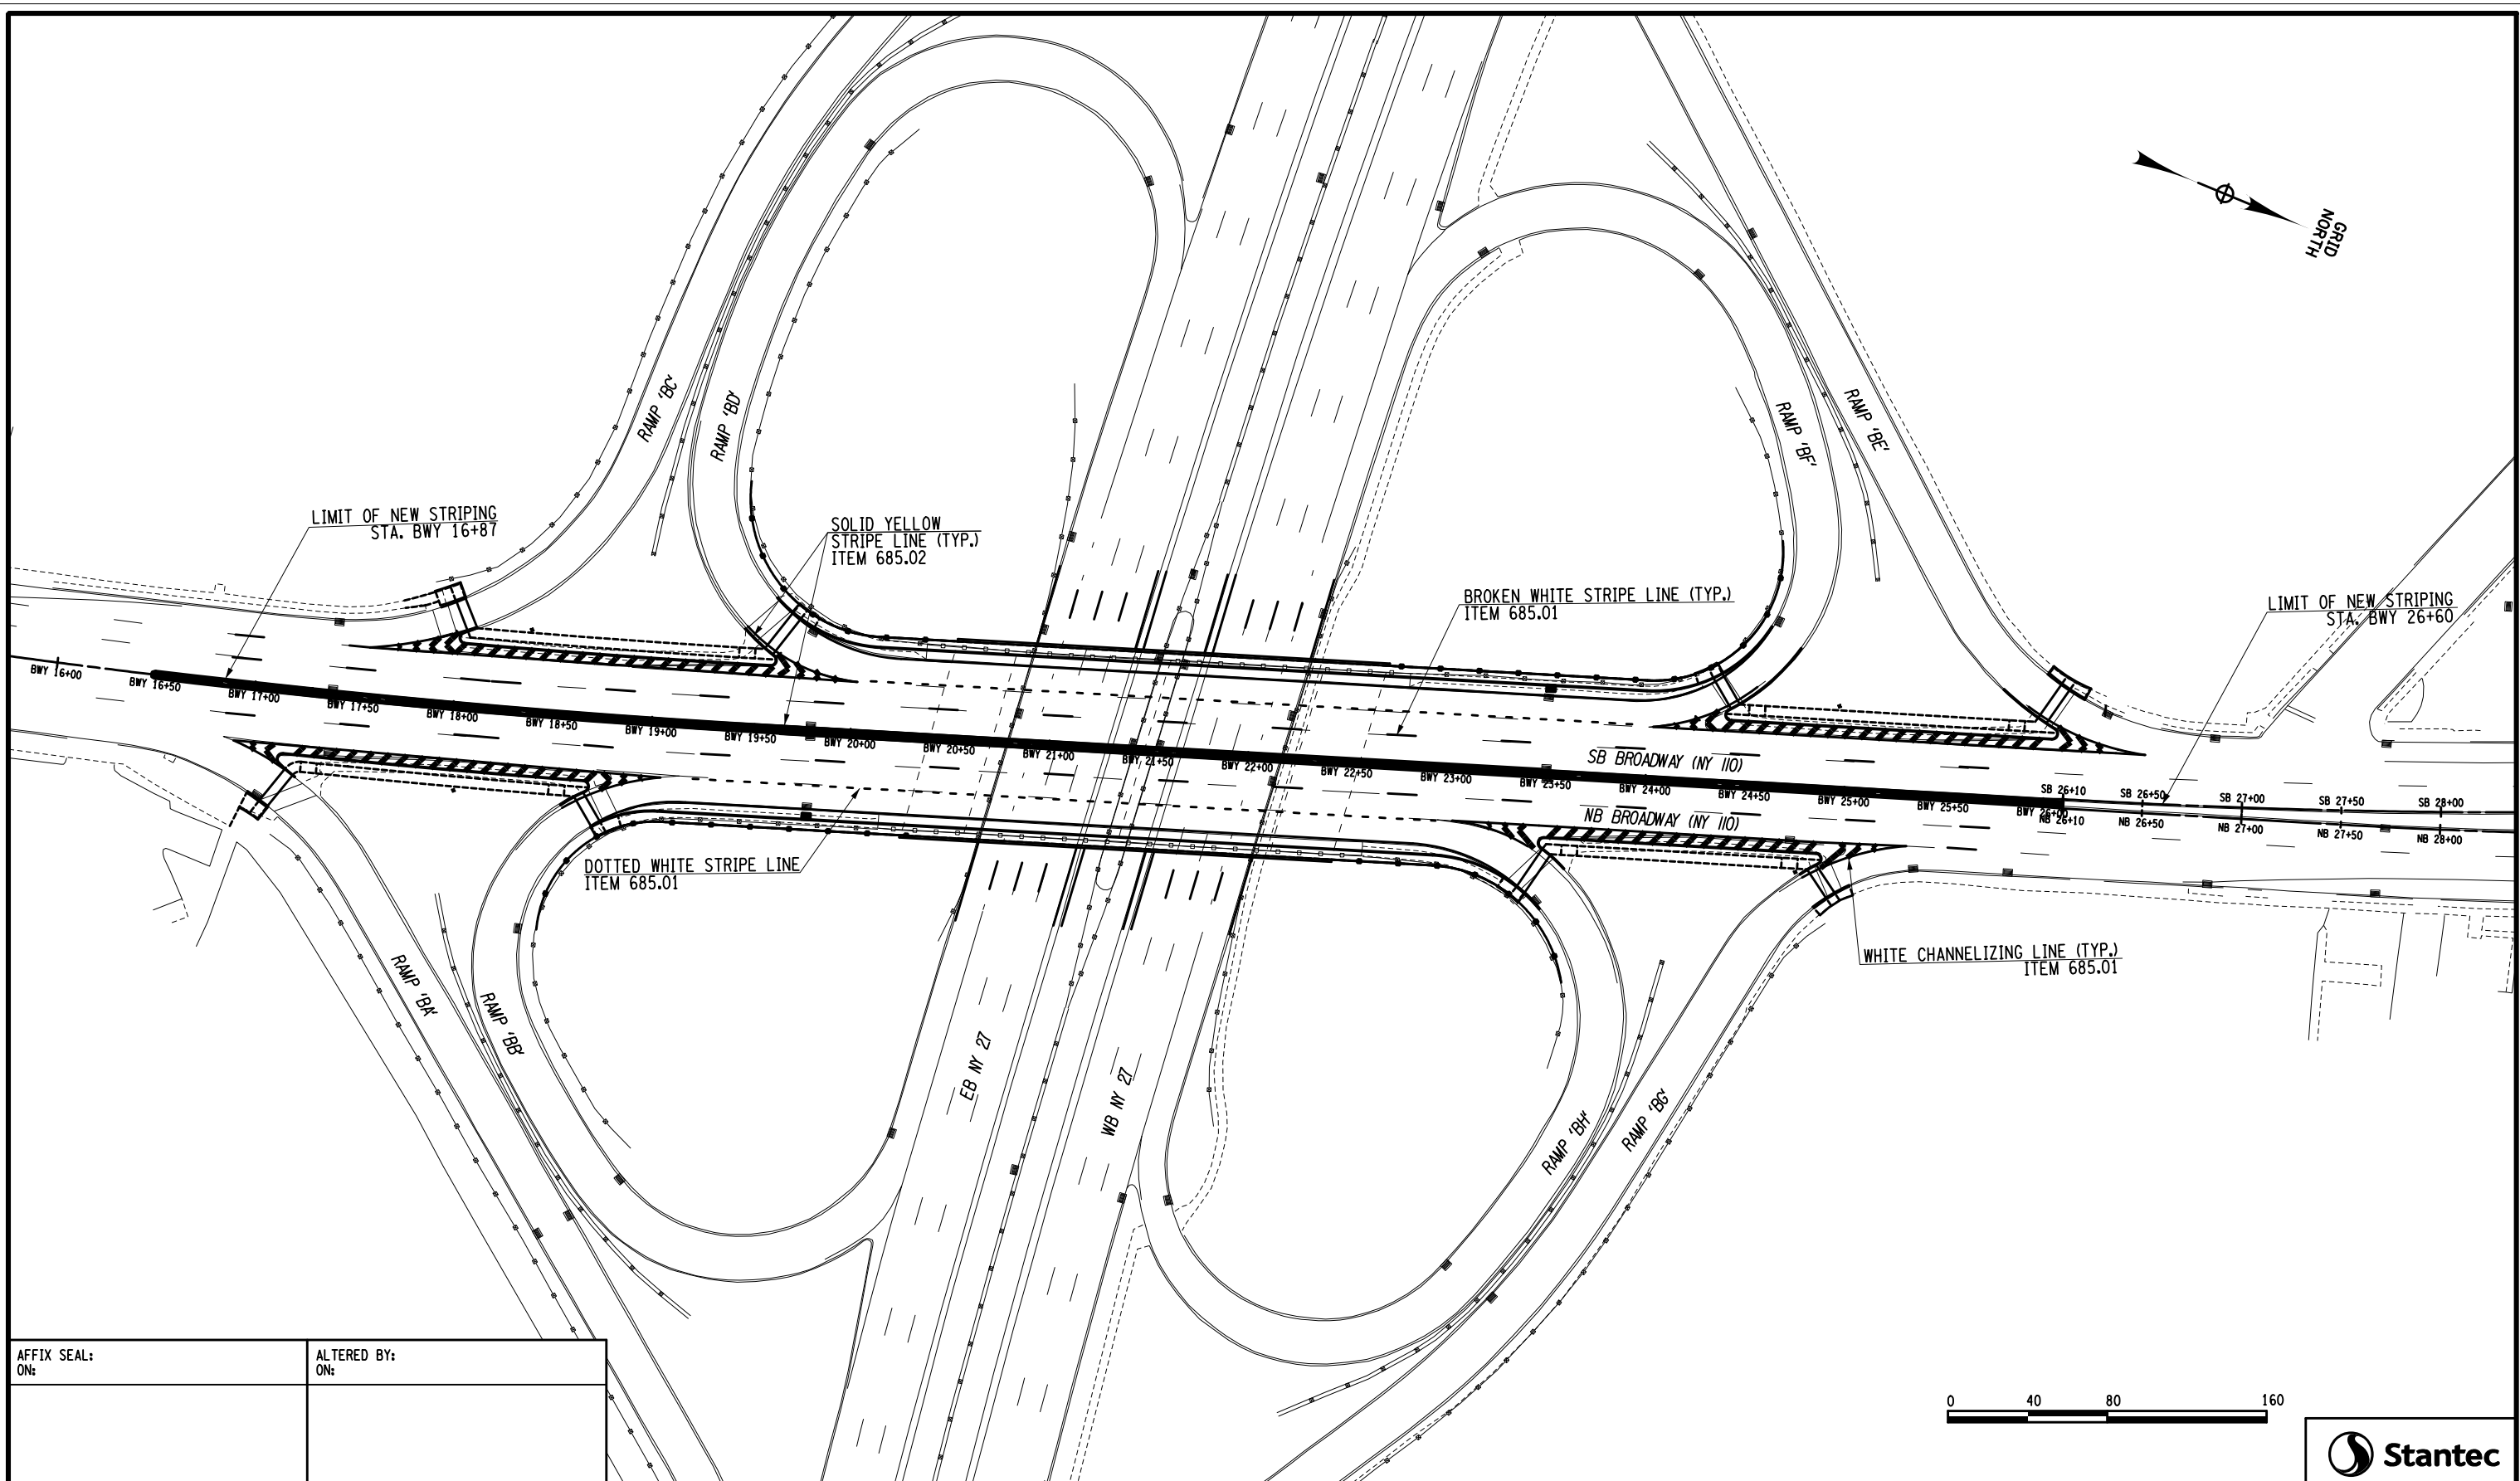 GRID
NORTH
RAMP 'BC'
RAMP 'BD'
RAMP 'BF'
RAMP 'BE'
LIMIT OF NEW STRIPING
STA. BWY 16+87
SOLID YELLOW
STRIPE LINE (TYP.)
ITEM 685.02
BROKEN WHITE STRIPE LINE (TYP.)
ITEM 685.01
LIMIT OF NEW STRIPING
STA. BWY 26+60
BWY 16+00
BWY 16+50
BWY 17+00
BWY 17+50
BWY 18+00
BWY 18+50
BWY 19+00
BWY 19+50
BWY 20+00
BWY 20+50
BWY 21+00
BWY 21+50
BWY 22+00
BWY 22+50
BWY 23+00
BWY 23+50
BWY 24+00
BWY 24+50
BWY 25+00
BWY 25+50
BWY 26+00
SB BROADWAY (NY 110)
NB BROADWAY (NY 110)
SB 26+10
SB 26+50
SB 27+00
SB 27+50
SB 28+00
NB 26+10
NB 26+50
NB 27+00
NB 27+50
NB 28+00
DOTTED WHITE STRIPE LINE
ITEM 685.01
WHITE CHANNELIZING LINE (TYP.)
ITEM 685.01
RAMP 'BA'
RAMP 'BB'
EB NY 27
WB NY 27
RAMP 'BH'
RAMP 'BG'
AFFIX SEAL:
ON:
ALTERED BY:
ON:
0 40 80 160
Stantec